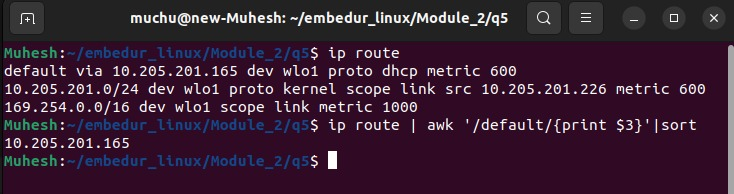 muchu@new-Muhesh: ~/embedur_linux/Module_2/q5
Muhesh:~/embedur_linux/Module_2/q5$ ip route
default via 10.205.201.165 dev wlo1 proto dhcp metric 600
10.205.201.0/24 dev wlo1 proto kernel scope link src 10.205.201.226 metric 600
169.254.0.0/16 dev wlo1 scope link metric 1000
Muhesh:~/embedur_linux/Module_2/q5$ ip route | awk '/default/{print $3}'|sort
10.205.201.165
Muhesh:~/embedur_linux/Module_2/q5$